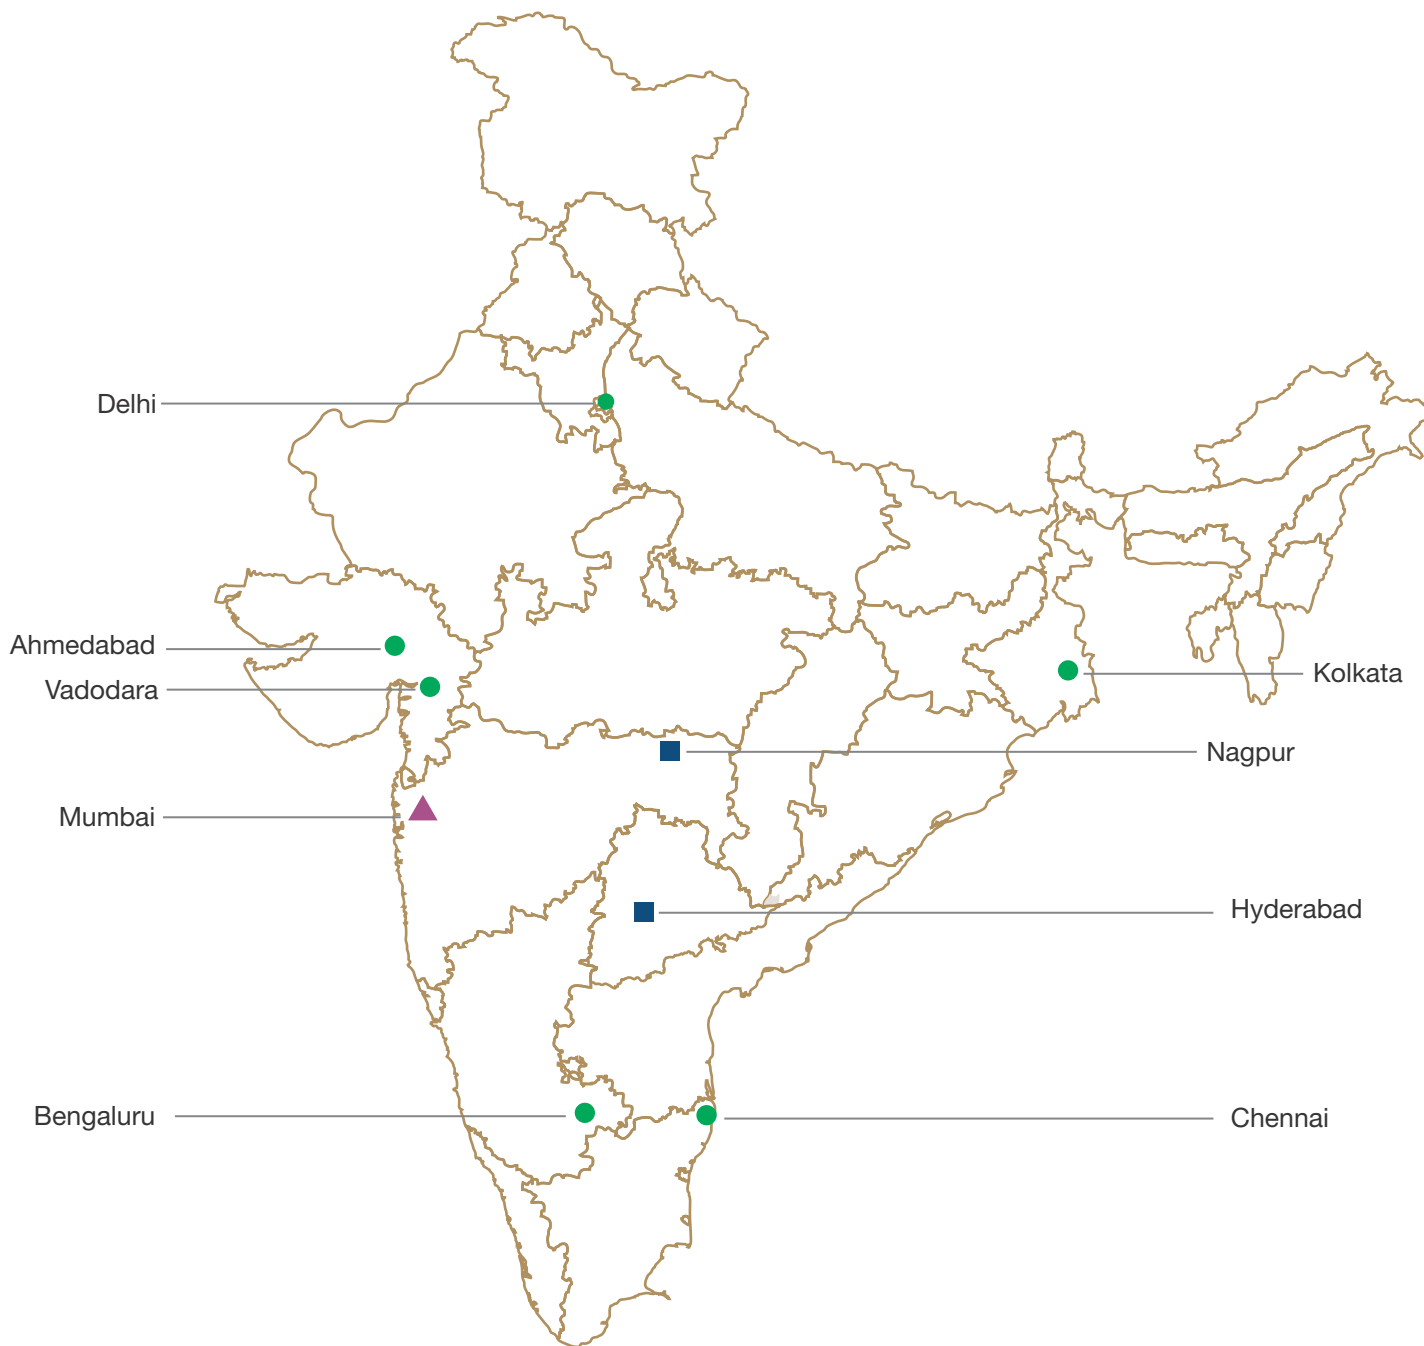 Delhi
Ahmedabad
Vadodara
Kolkata
Nagpur
Mumbai
Hyderabad
Bengaluru
Chennai